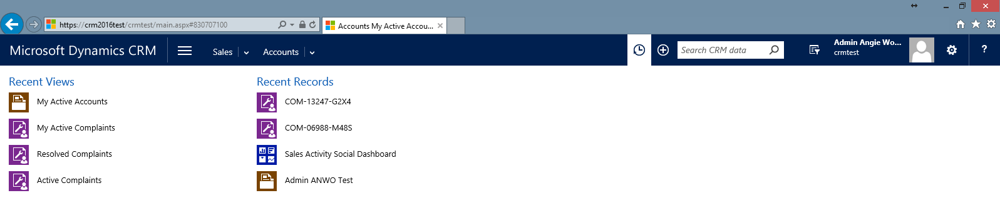 https://crm2016test/crmtest/main.aspx#830707100
Accounts My Active Accou...
Microsoft Dynamics CRM
Sales
Accounts
Search CRM data
Admin Angie Wo...
crmtest
?
Recent Views
My Active Accounts
My Active Complaints
Resolved Complaints
Active Complaints
Recent Records
COM-13247-G2X4
COM-06988-M48S
Sales Activity Social Dashboard
Admin ANWO Test